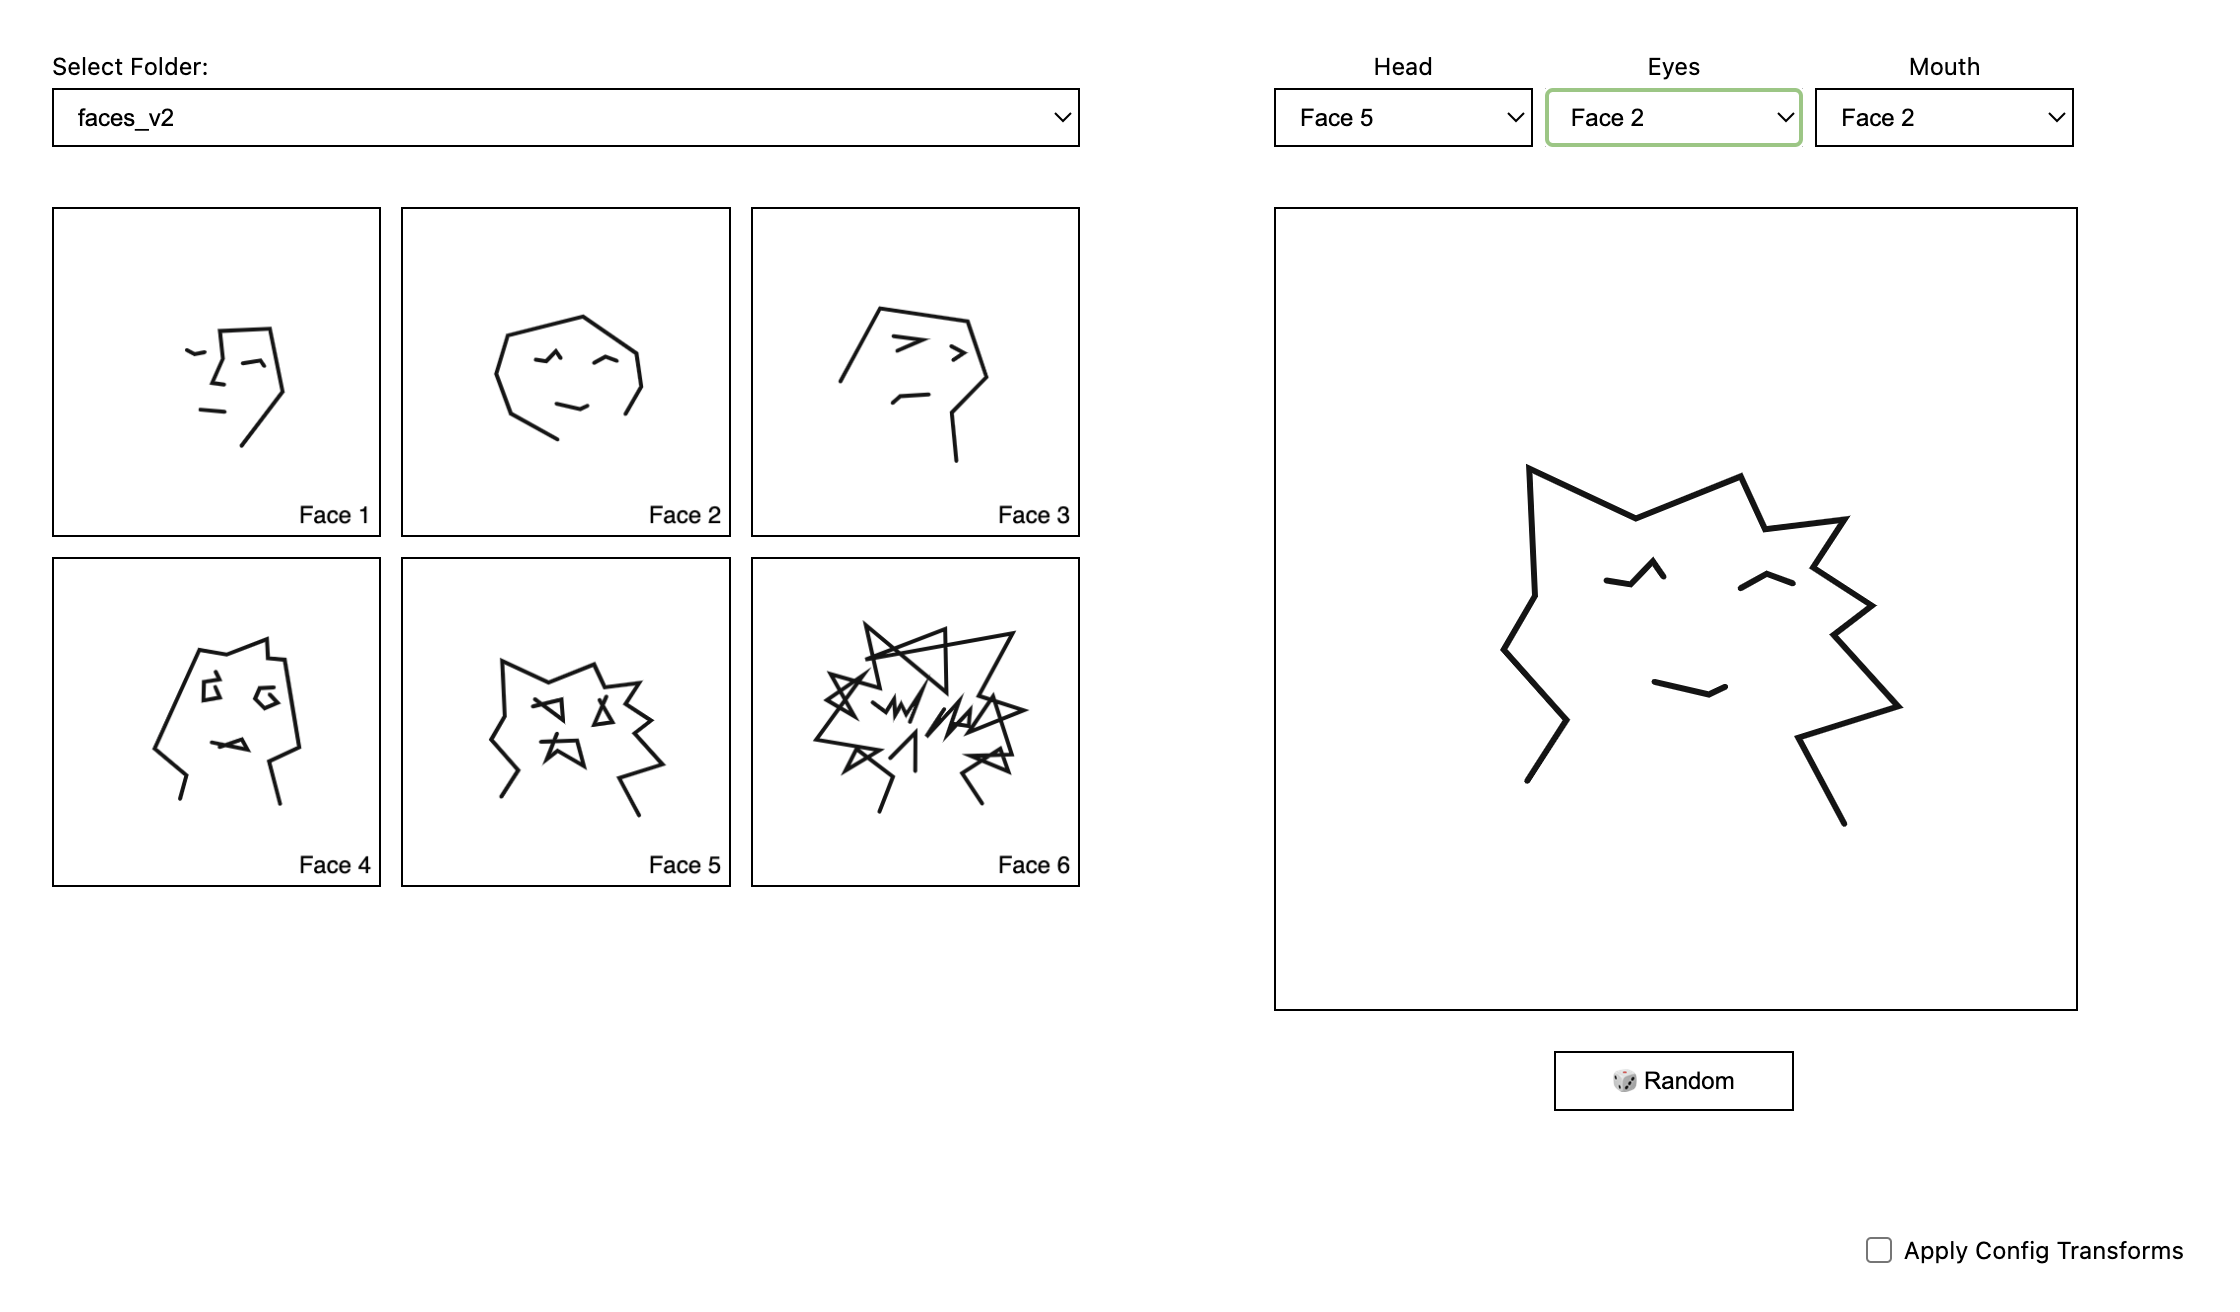 Select Folder:
faces_v2
Head Eyes Mouth
Face 5 Face 2 Face 2
Face 1 Face 2 Face 3
Face 4 Face 5 Face 6
🎲 Random
Apply Config Transforms